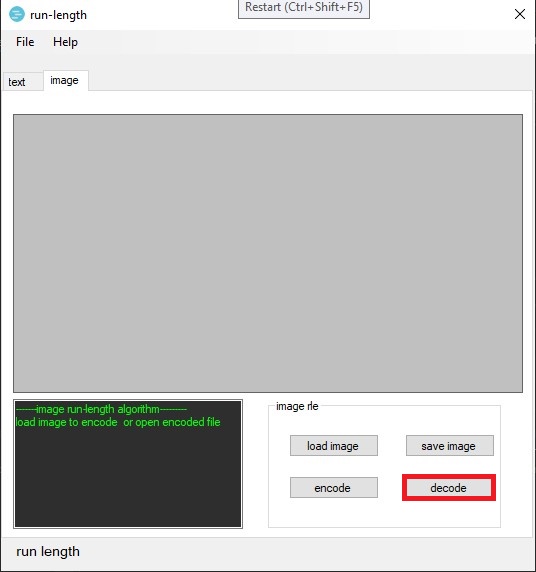 run-length
Restart (Ctrl+Shift+F5)
File Help
text image
-------image run-length algorithm---------
load image to encode  or open encoded file
image rle
load image save image
encode decode
run length